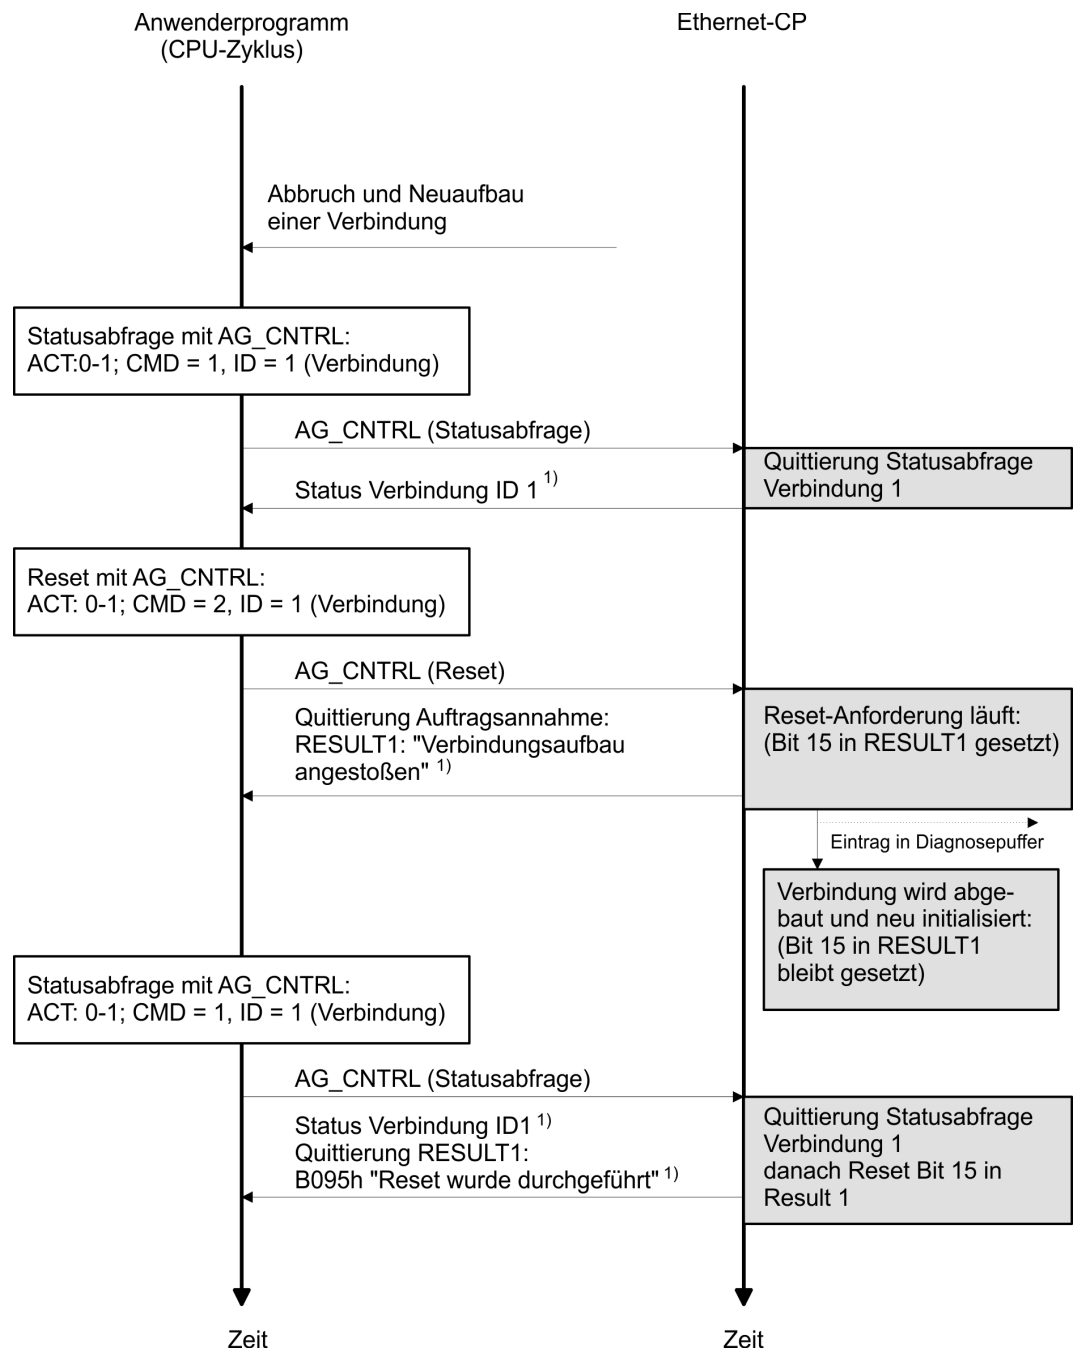 Anwenderprogramm
(CPU-Zyklus)
Ethernet-CP
Abbruch und Neuaufbau
einer Verbindung
Statusabfrage mit AG_CNTRL:
ACT:0-1; CMD = 1, ID = 1 (Verbindung)
AG_CNTRL (Statusabfrage)
Quittierung Statusabfrage
Verbindung 1
Status Verbindung ID 1 1)
Reset mit AG_CNTRL:
ACT: 0-1; CMD = 2, ID = 1 (Verbindung)
AG_CNTRL (Reset)
Quittierung Auftragsannahme:
RESULT1: "Verbindungsaufbau
angestoßen" 1)
Reset-Anforderung läuft:
(Bit 15 in RESULT1 gesetzt)
Eintrag in Diagnosepuffer
Verbindung wird abge-
baut und neu initialisiert:
(Bit 15 in RESULT1
bleibt gesetzt)
Statusabfrage mit AG_CNTRL:
ACT: 0-1; CMD = 1, ID = 1 (Verbindung)
AG_CNTRL (Statusabfrage)
Status Verbindung ID1 1)
Quittierung RESULT1:
B095h "Reset wurde durchgeführt" 1)
Quittierung Statusabfrage
Verbindung 1
danach Reset Bit 15 in
Result 1
Zeit
Zeit